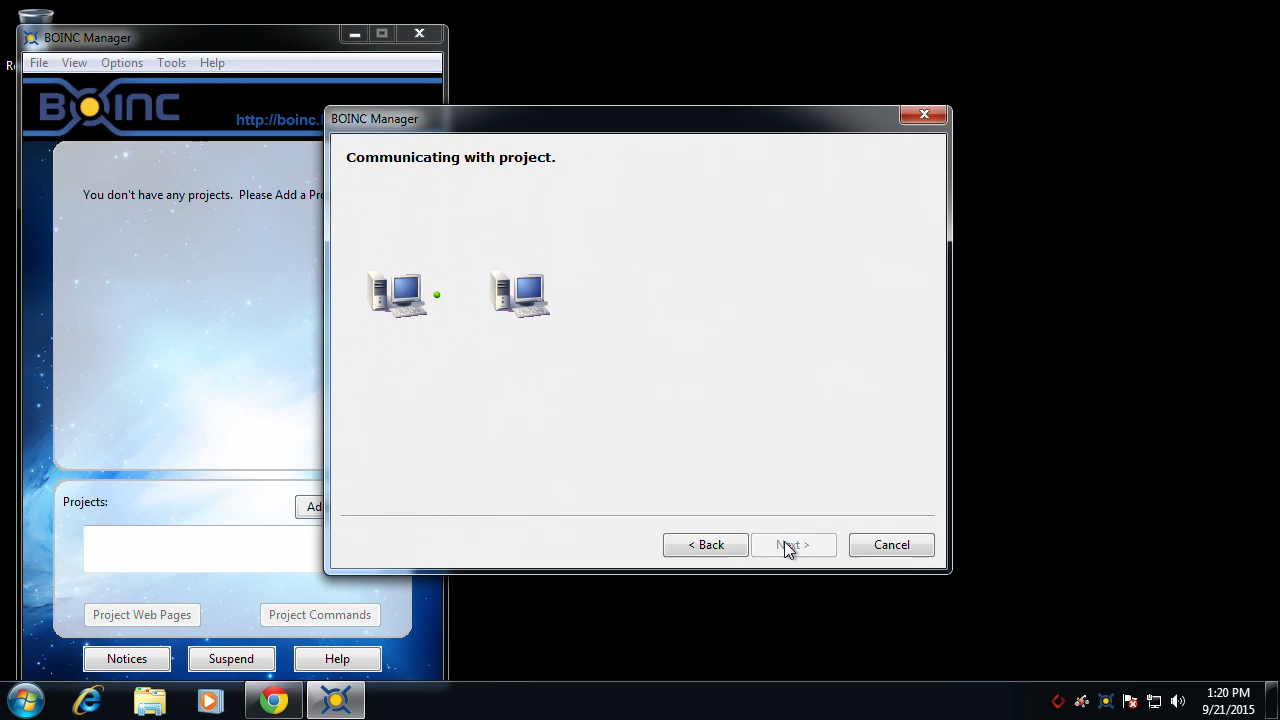 BOINC Manager
File View Options Tools Help
BOINC
http://boinc.
You don't have any projects. Please Add a
Projects:
Project Web Pages
Project Commands
Notices
Suspend
Help
BOINC Manager
Communicating with project.
< Back
Next >
Cancel
1:20 PM
9/21/2015